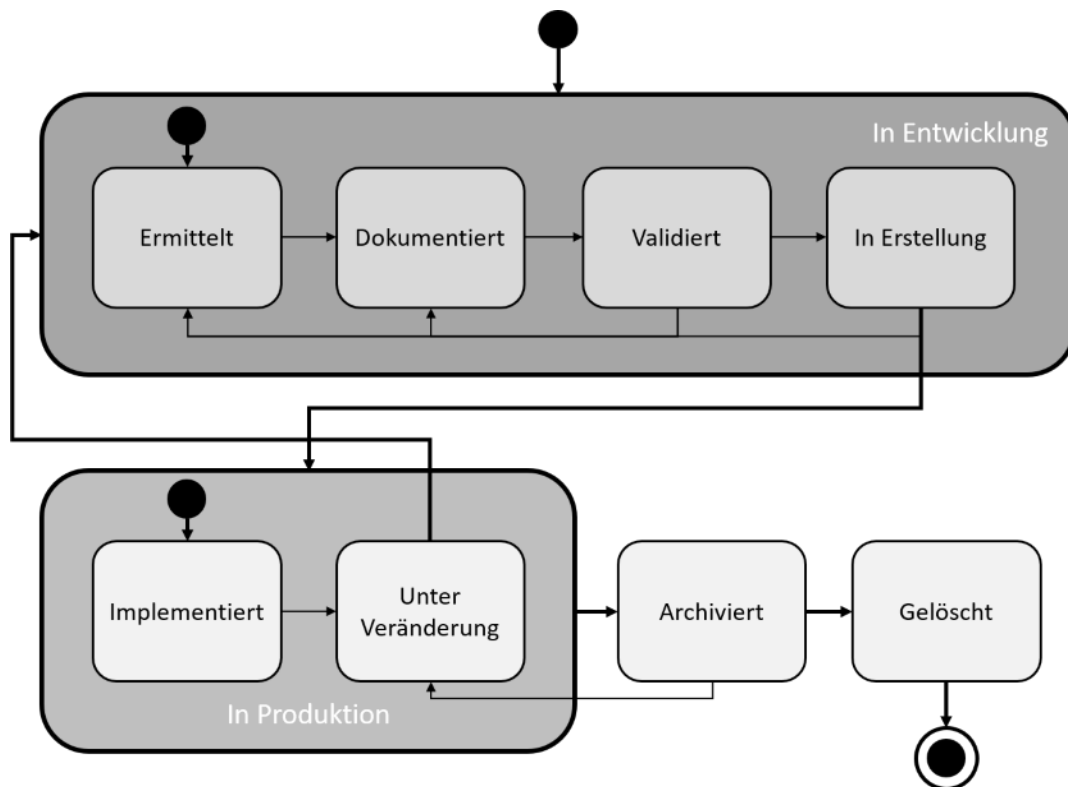 In Entwicklung
Ermittelt
Dokumentiert
Validiert
In Erstellung
Implementiert
Unter
Veränderung
Archiviert
Gelöscht
In Produktion